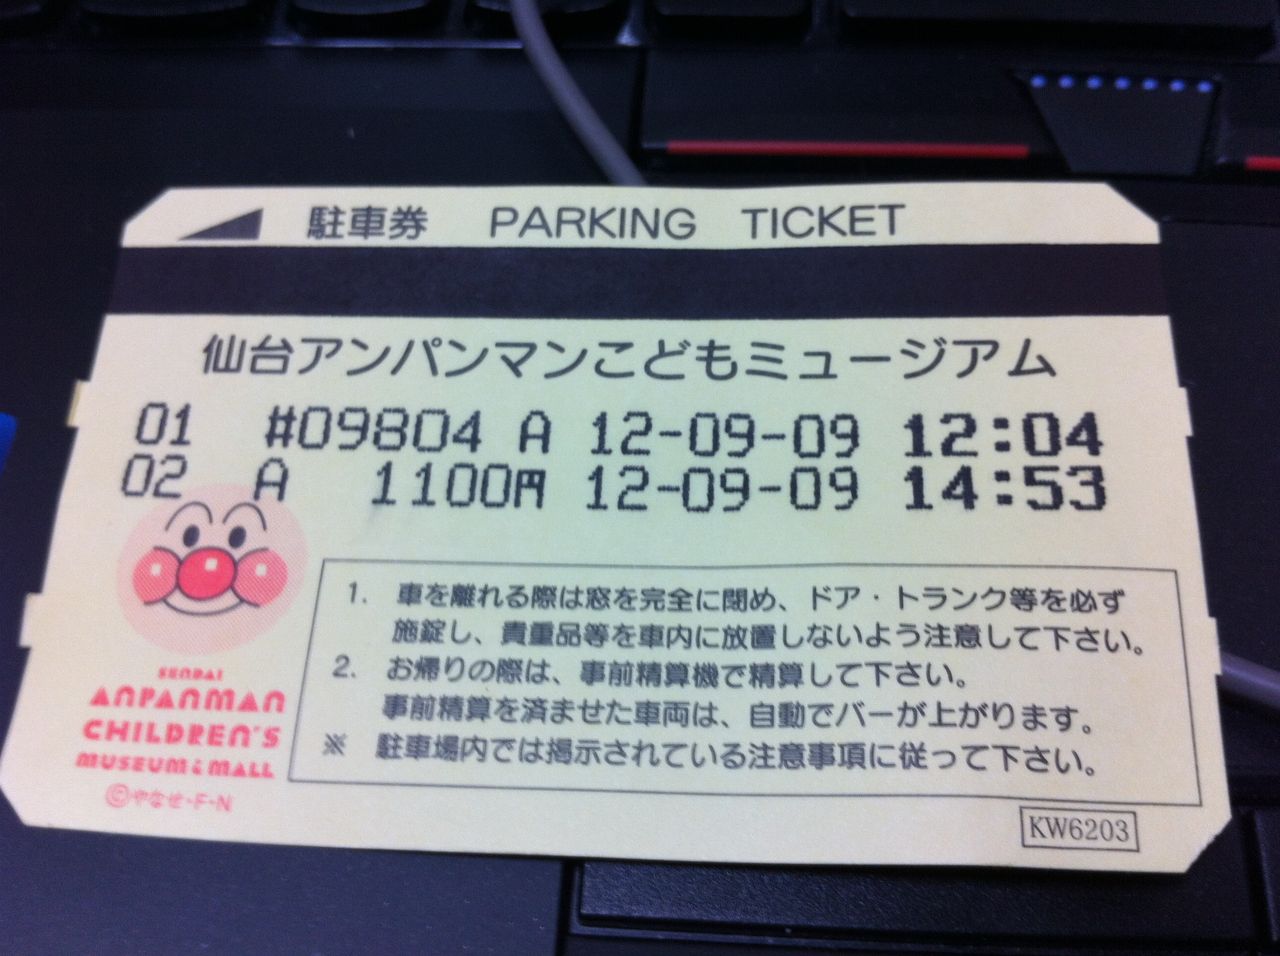 駐車券 PARKING TICKET
仙台アンパンマンこどもミュージアム
01 #09804 A 12-09-09 12:04
02 A 1100円 12-09-09 14:53
1. 車を離れる際は窓を完全に閉め、ドア・トランク等を必ず
施錠し、貴重品等を車内に放置しないよう注意して下さい。
2. お帰りの際は、事前精算機で精算して下さい。
事前精算を済ませた車両は、自動でバーが上がります。
※ 駐車場内では掲示されている注意事項に従って下さい。
SENDAI
ANPANMAN
CHILDREN'S
MUSEUM & MALL
©やなせ・F・N
KW6203